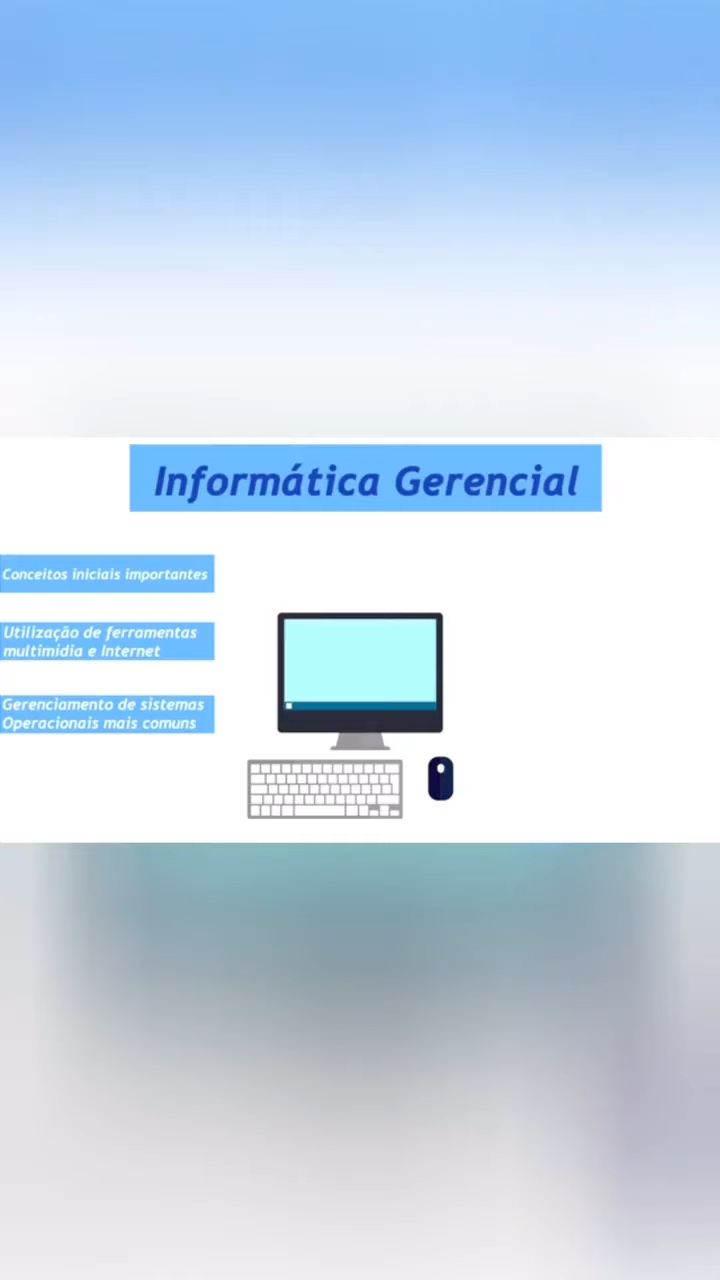 Informática Gerencial
Conceitos iniciais importantes
Utilização de ferramentas
multimídia e Internet
Gerenciamento de sistemas
Operacionais mais comuns